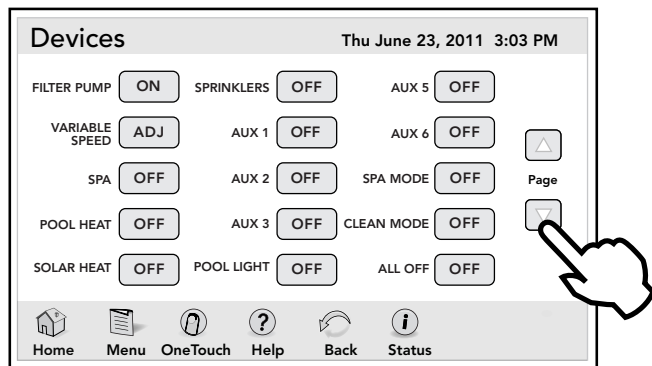 Devices Thu June 23, 2011 3:03 PM
FILTER PUMP ON SPRINKLERS OFF AUX 5 OFF
VARIABLE SPEED ADJ AUX 1 OFF AUX 6 OFF
SPA OFF AUX 2 OFF SPA MODE OFF Page
POOL HEAT OFF AUX 3 OFF CLEAN MODE OFF
SOLAR HEAT OFF POOL LIGHT OFF ALL OFF OFF
Home Menu OneTouch Help Back Status